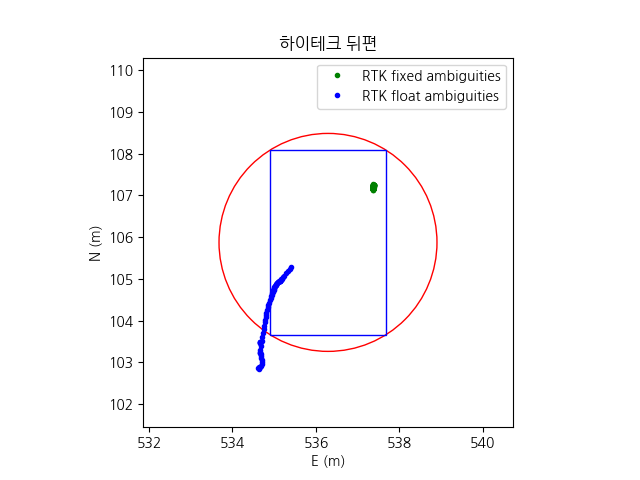 하이테크 뒤편
RTK fixed ambiguities
RTK float ambiguities
110
109
108
107
106
105
104
103
102
N (m)
532 534 536 538 540
E (m)